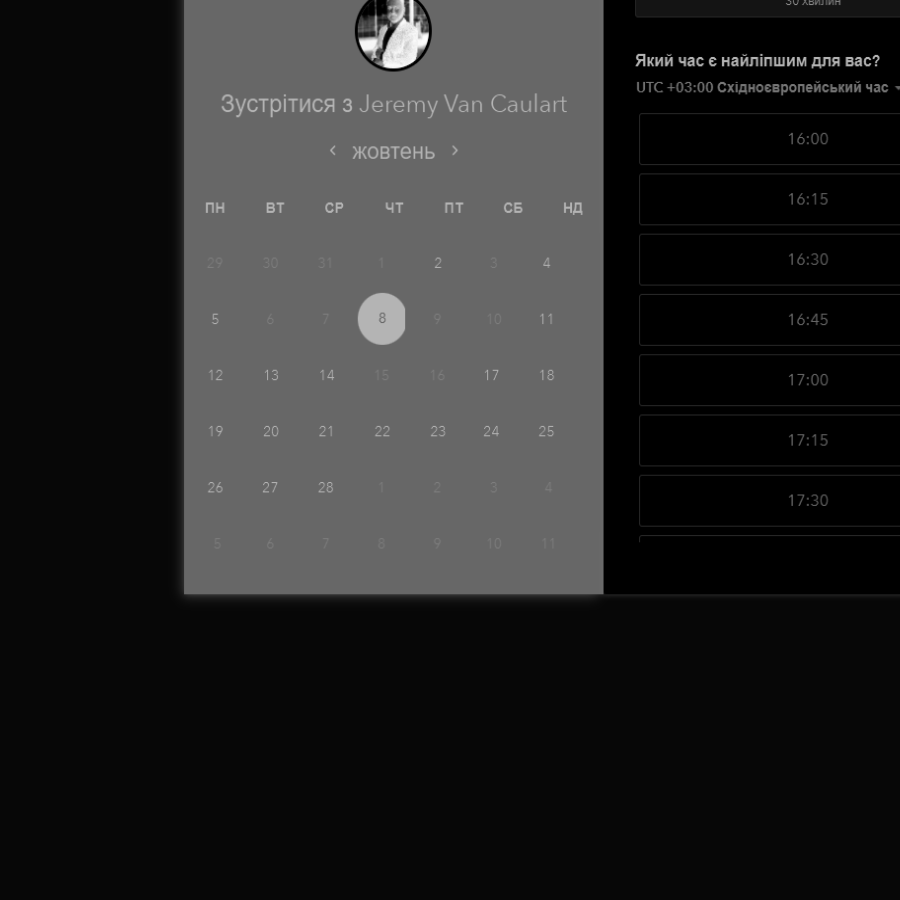 Зустрітися з Jeremy Van Caulart
‹ жовтень ›
ПН ВТ СР ЧТ ПТ СБ НД
29 30 31 1 2 3 4
5 6 7 8 9 10 11
12 13 14 15 16 17 18
19 20 21 22 23 24 25
26 27 28 1 2 3 4
5 6 7 8 9 10 11
30 хвилин
Який час є найліпшим для вас?
UTC +03:00 Східноєвропейський час
16:00
16:15
16:30
16:45
17:00
17:15
17:30